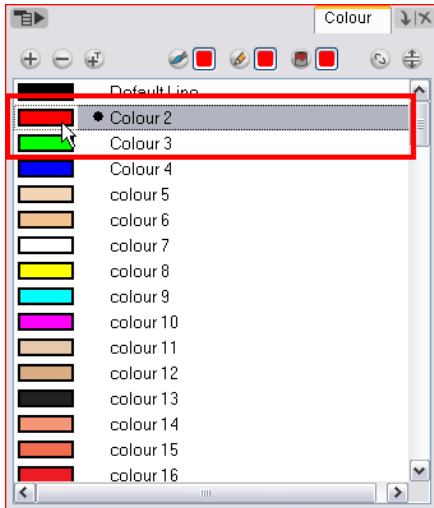 Colour
Default Line
Colour 2
Colour 3
Colour 4
colour 5
colour 6
colour 7
colour 8
colour 9
colour 10
colour 11
colour 12
colour 13
colour 14
colour 15
colour 16